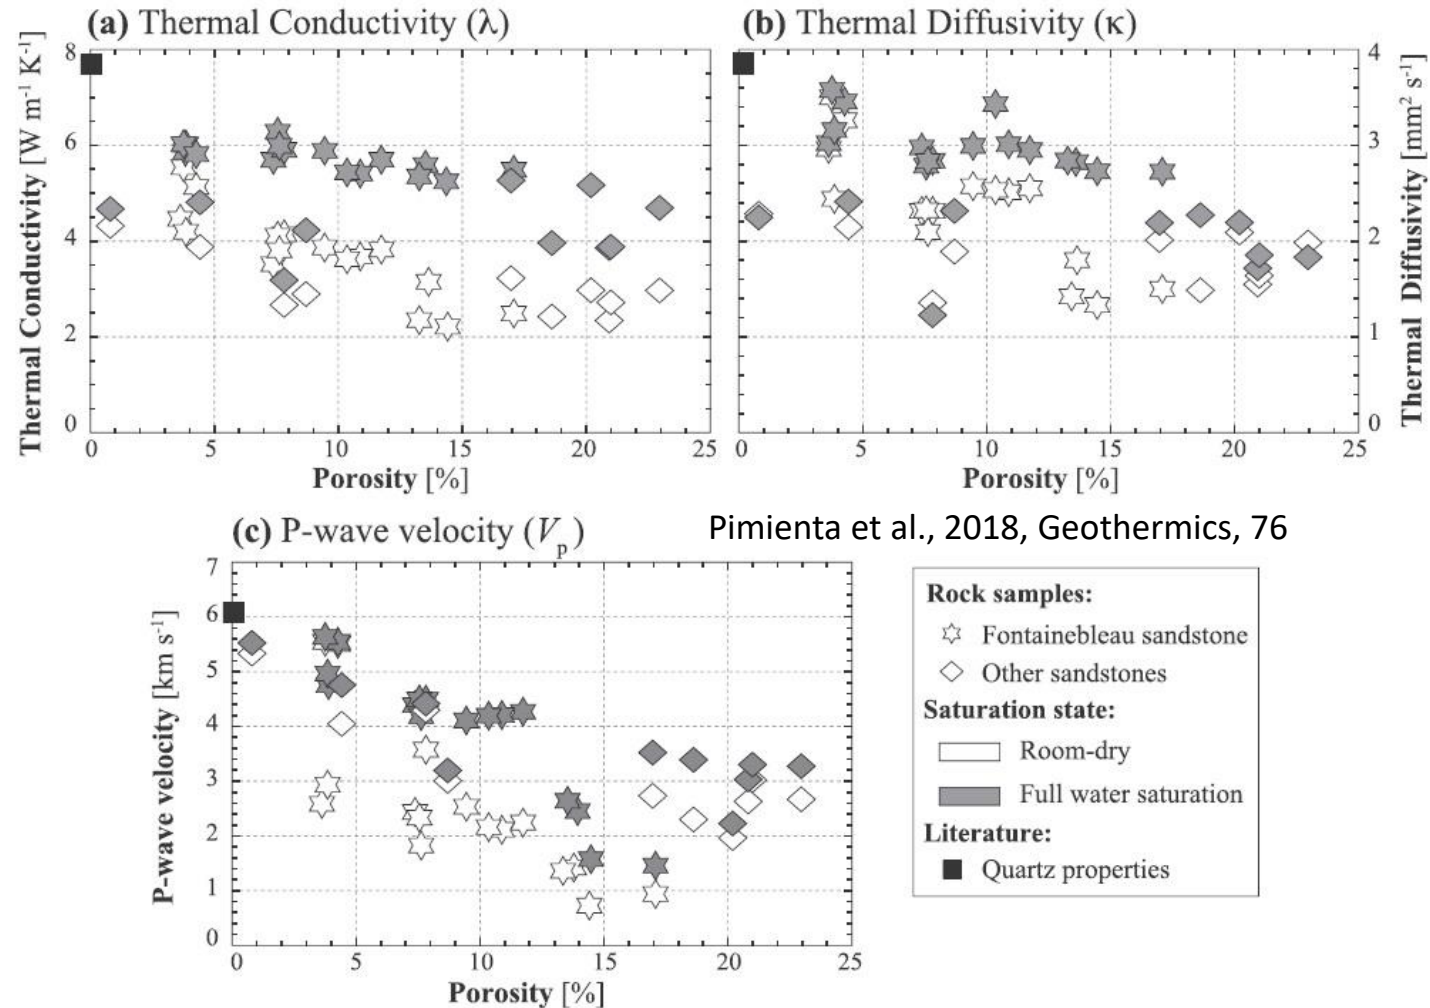 (a) Thermal Conductivity (λ)
Thermal Conductivity [W m⁻¹ K⁻¹]
8
6
4
2
0
0 5 10 15 20 25
Porosity [%]
(b) Thermal Diffusivity (κ)
4
3
2
1
0
Thermal Diffusivity [mm² s⁻¹]
0 5 10 15 20 25
Porosity [%]
(c) P-wave velocity (Vₚ)
Pimienta et al., 2018, Geothermics, 76
P-wave velocity [km s⁻¹]
7
6
5
4
3
2
1
0
0 5 10 15 20 25
Porosity [%]
Rock samples:
Fontainebleau sandstone
Other sandstones
Saturation state:
Room-dry
Full water saturation
Literature:
Quartz properties